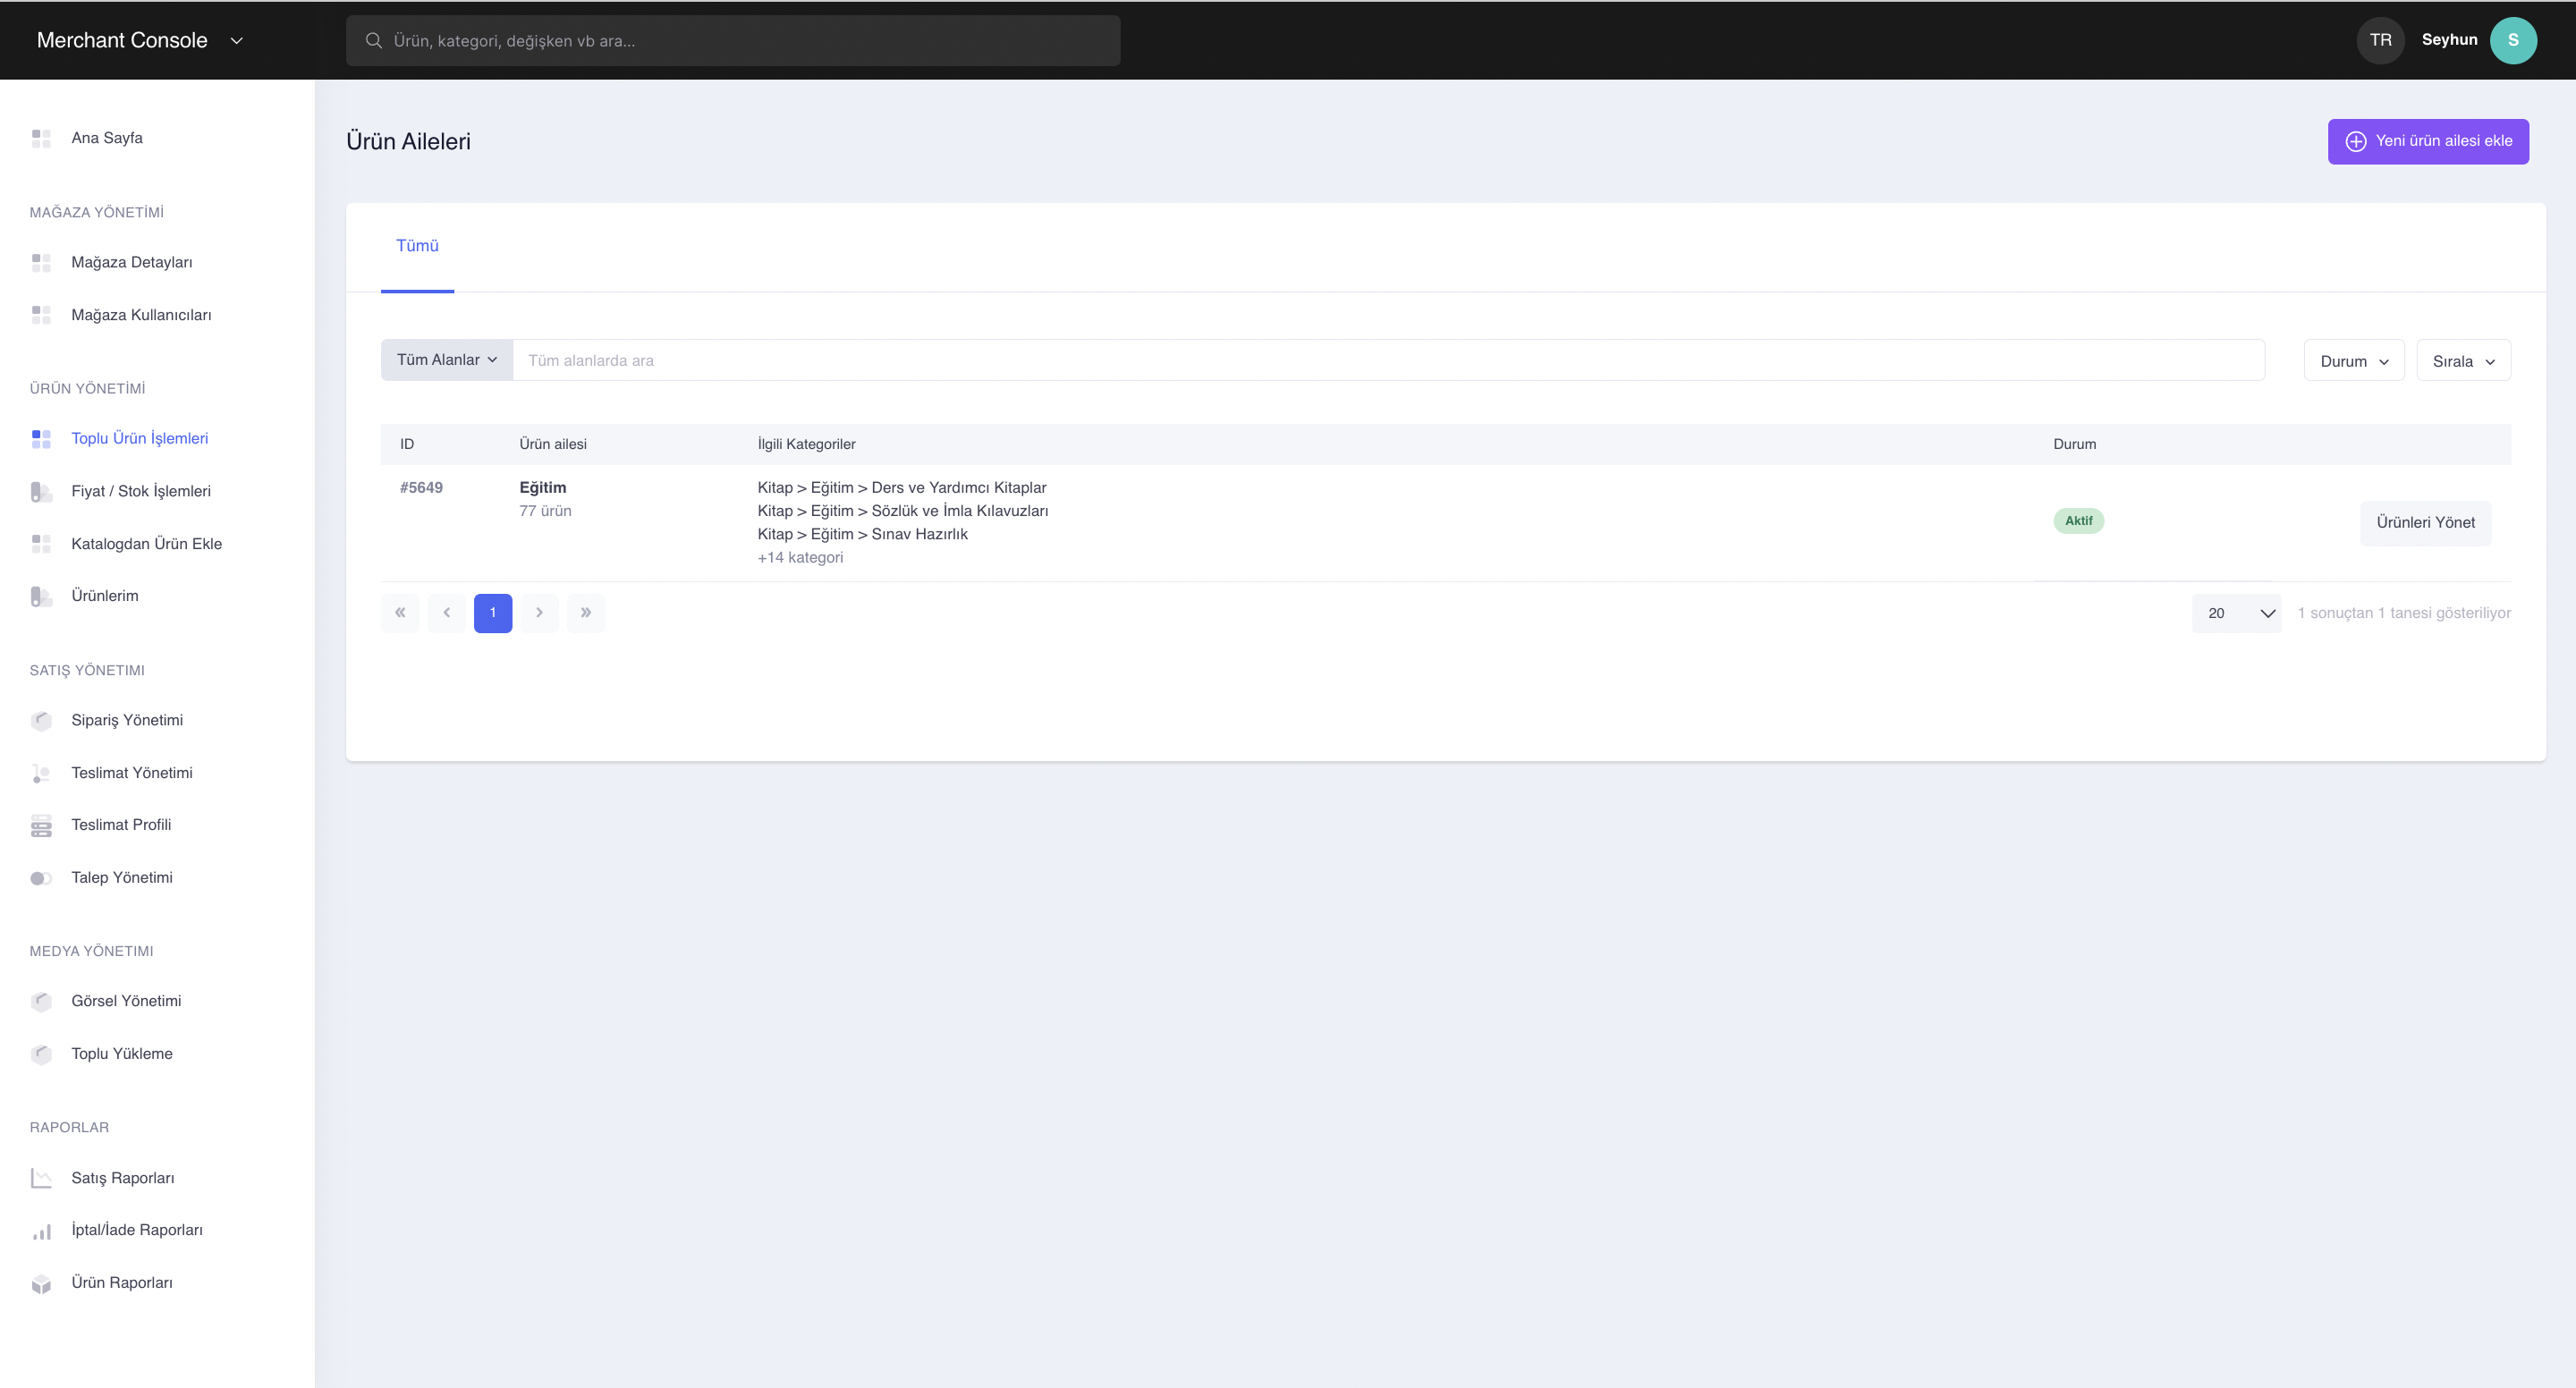 Merchant Console
Ürün, kategori, değişken vb ara...
TR
Seyhun
S
Ana Sayfa
MAĞAZA YÖNETİMİ
Mağaza Detayları
Mağaza Kullanıcıları
ÜRÜN YÖNETİMİ
Toplu Ürün İşlemleri
Fiyat / Stok İşlemleri
Katalogdan Ürün Ekle
Ürünlerim
SATIŞ YÖNETIMI
Sipariş Yönetimi
Teslimat Yönetimi
Teslimat Profili
Talep Yönetimi
MEDYA YÖNETIMI
Görsel Yönetimi
Toplu Yükleme
RAPORLAR
Satış Raporları
İptal/İade Raporları
Ürün Raporları
Ürün Aileleri
Yeni ürün ailesi ekle
Tümü
Tüm Alanlar
Tüm alanlarda ara
Durum
Sırala
ID Ürün ailesi İlgili Kategoriler Durum
#5649
Eğitim
77 ürün
Kitap > Eğitim > Ders ve Yardımcı Kitaplar
Kitap > Eğitim > Sözlük ve İmla Kılavuzları
Kitap > Eğitim > Sınav Hazırlık
+14 kategori
Aktif
Ürünleri Yönet
« ‹ 1 › »
20
1 sonuçtan 1 tanesi gösteriliyor